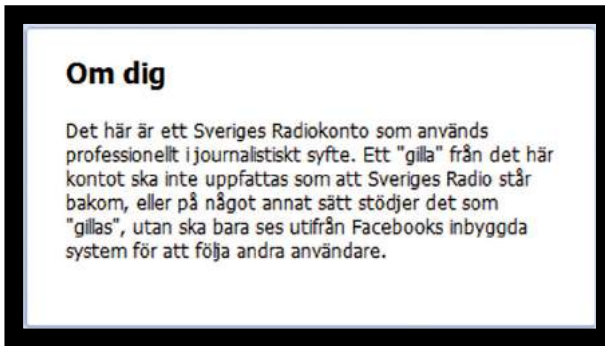 Om dig
Det här är ett Sveriges Radiokonto som används
professionellt i journalistiskt syfte. Ett "gilla" från det här
kontot ska inte uppfattas som att Sveriges Radio står
bakom, eller på något annat sätt stödjer det som
"gillas", utan ska bara ses utifrån Facebooks inbyggda
system för att följa andra användare.